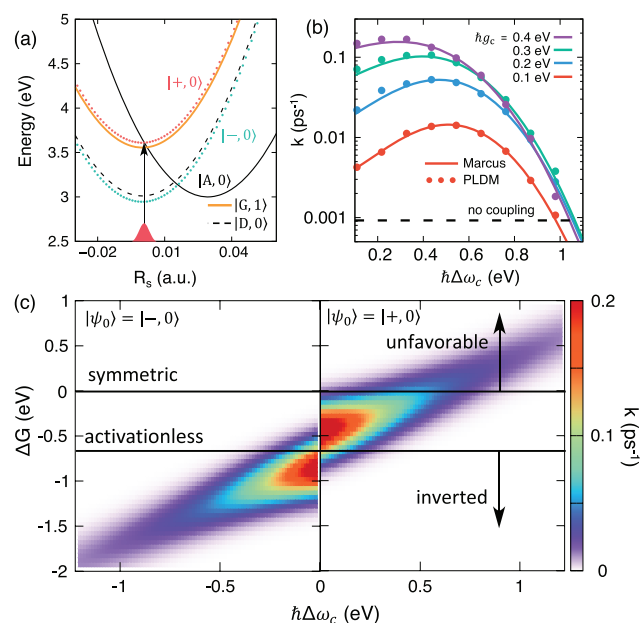 (a)
Energy (eV)
5
4.5
4
3.5
3
2.5
-0.02
0.01
0.04
R_s (a.u.)
|+,0⟩
|−,0⟩
|A,0⟩
|G,1⟩
|D,0⟩
(b)
k (ps⁻¹)
0.1
0.01
0.001
0.2
0.4
0.6
0.8
1
ℏΔω_c (eV)
ℏg_c = 0.4 eV
0.3 eV
0.2 eV
0.1 eV
Marcus
PLDM
no coupling
(c)
ΔG (eV)
1
0.5
0
-0.5
-1
-1.5
-2
|ψ₀⟩ = |−,0⟩
symmetric
activationless
|ψ₀⟩ = |+,0⟩
unfavorable
inverted
-1
-0.5
0
0.5
1
ℏΔω_c (eV)
0.2
0.1
0
k (ps⁻¹)